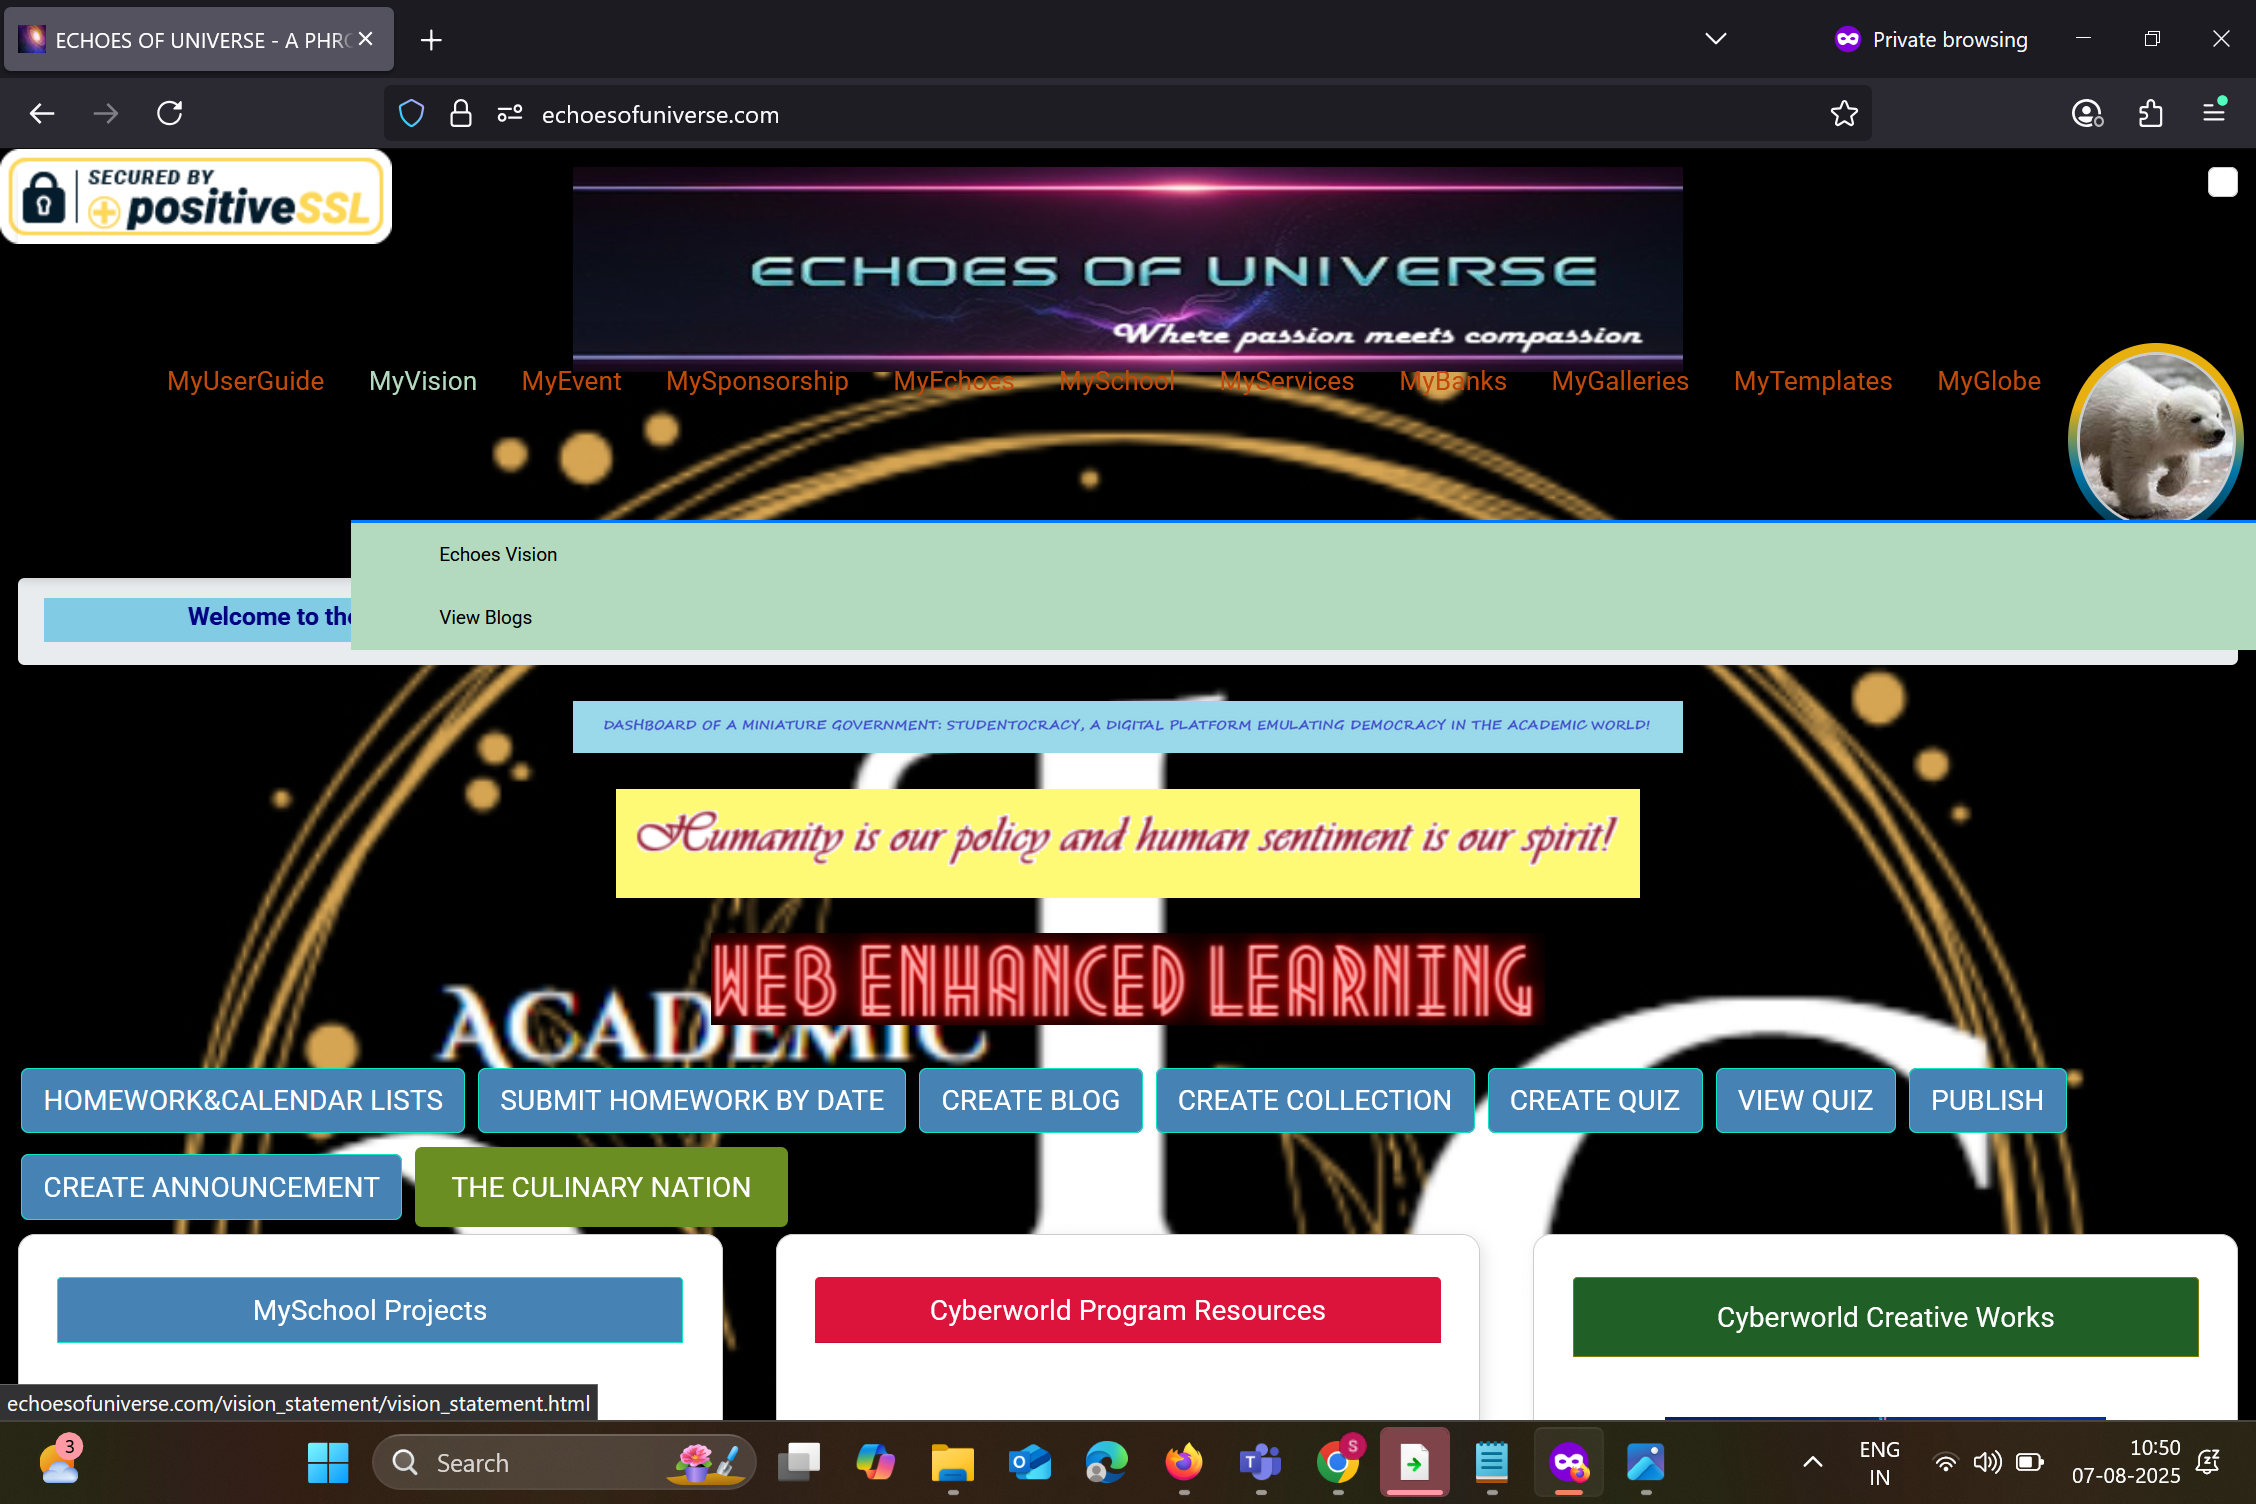 ECHOES OF UNIVERSE - A PHRO
Private browsing
echoesofuniverse.com
SECURED BY
positiveSSL
ECHOES OF UNIVERSE
Where passion meets compassion
MyUserGuide MyVision MyEvent MySponsorship MyEchoes MySchool MyServices MyBanks MyGalleries MyTemplates MyGlobe
Echoes Vision
Welcome to the
View Blogs
DASHBOARD OF A MINIATURE GOVERNMENT: STUDENTOCRACY, A DIGITAL PLATFORM EMULATING DEMOCRACY IN THE ACADEMIC WORLD!
Humanity is our policy and human sentiment is our spirit!
WEB ENHANCED LEARNING
ACADEMIC
HOMEWORK&CALENDAR LISTS SUBMIT HOMEWORK BY DATE CREATE BLOG CREATE COLLECTION CREATE QUIZ VIEW QUIZ PUBLISH
CREATE ANNOUNCEMENT THE CULINARY NATION
MySchool Projects Cyberworld Program Resources Cyberworld Creative Works
echoesofuniverse.com/vision_statement/vision_statement.html
3
Search
S
ENG
IN
10:50
07-08-2025